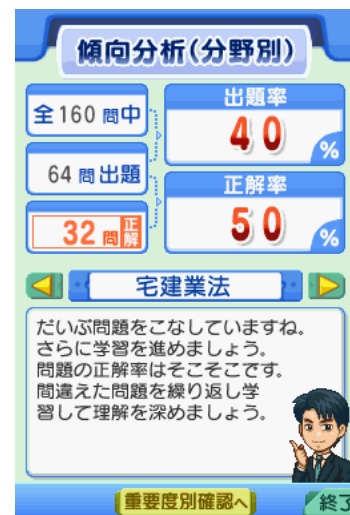 傾向分析(分野別)
全160問中
出題率
40%
64問出題
正解率
32問正解
50%
宅建業法
だいぶ問題をこなしていますね。
さらに学習を進めましょう。
問題の正解率はそこそこです。
間違えた問題を繰り返し学
習して理解を深めましょう。
重要度別確認へ
終了